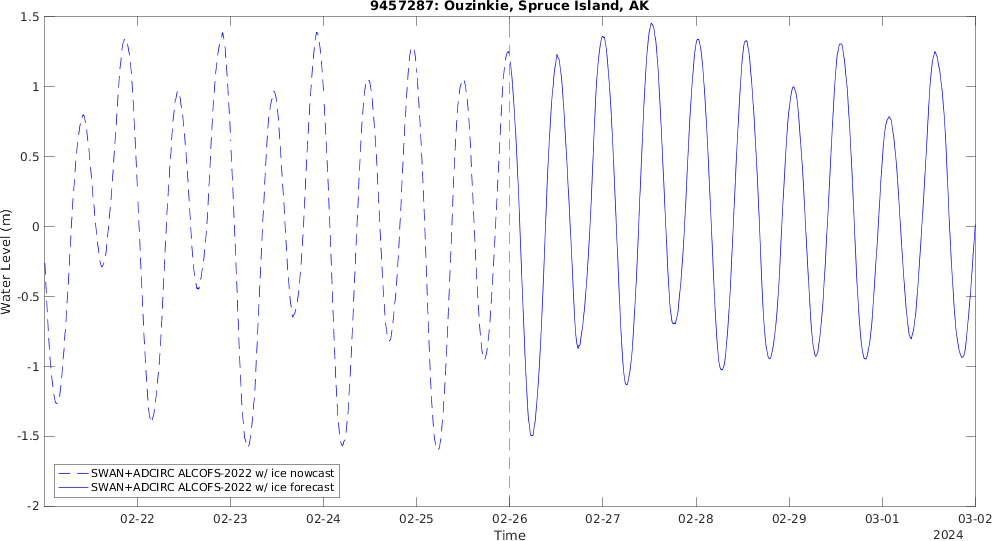 9457287: Ouzinkie, Spruce Island, AK
1.5
1
0.5
0
-0.5
-1
-1.5
-2
Water Level (m)
SWAN+ADCIRC ALCOFS-2022 w/ ice nowcast
SWAN+ADCIRC ALCOFS-2022 w/ ice forecast
02-22 02-23 02-24 02-25 02-26 02-27 02-28 02-29 03-01 03-02
Time
2024